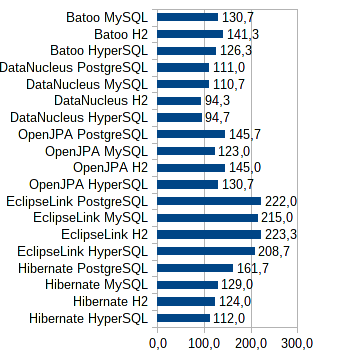 Batoo MySQL 130,7
Batoo H2 141,3
Batoo HyperSQL 126,3
DataNucleus PostgreSQL 111,0
DataNucleus MySQL 110,7
DataNucleus H2 94,3
DataNucleus HyperSQL 94,7
OpenJPA PostgreSQL 145,7
OpenJPA MySQL 123,0
OpenJPA H2 145,0
OpenJPA HyperSQL 130,7
EclipseLink PostgreSQL 222,0
EclipseLink MySQL 215,0
EclipseLink H2 223,3
EclipseLink HyperSQL 208,7
Hibernate PostgreSQL 161,7
Hibernate MySQL 129,0
Hibernate H2 124,0
Hibernate HyperSQL 112,0
0,0 100,0 200,0 300,0